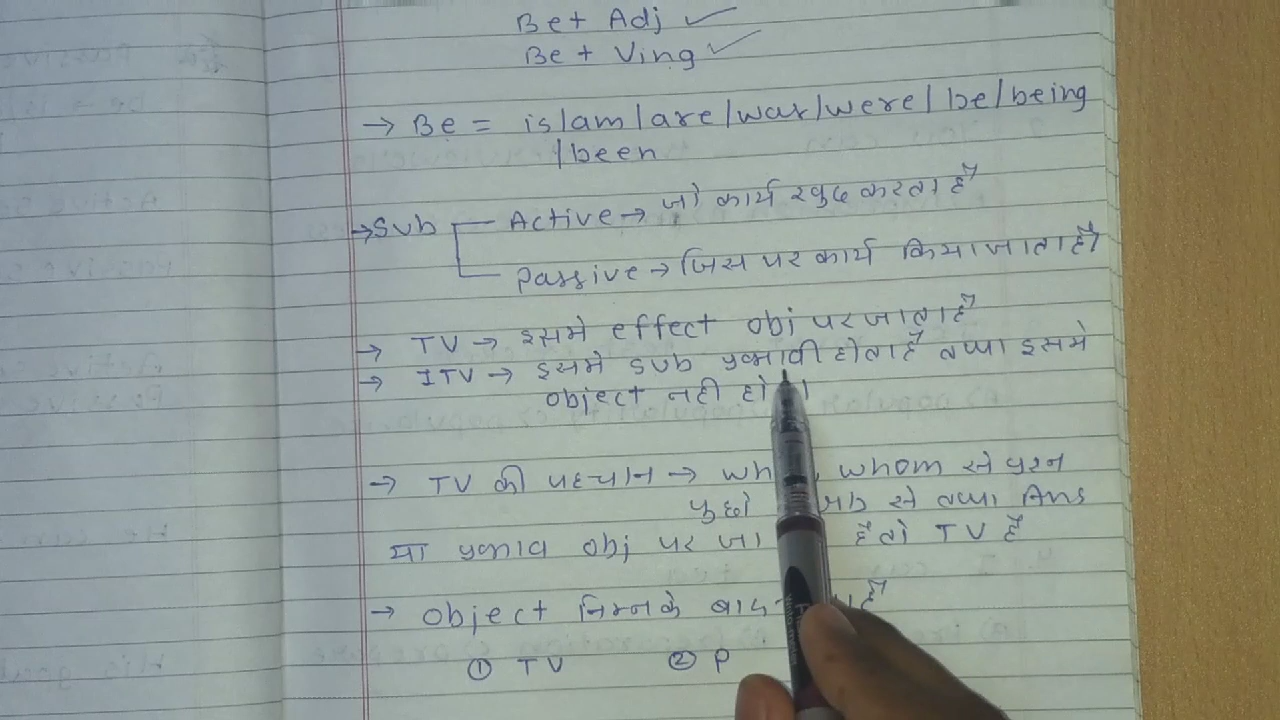 Be + Adj ✓
Be + Ving ✓
→ Be = is/am/are/was/were/be/being
/been
→ Sub Active → जो कार्य खुद करता है
Passive → जिस पर कार्य किया जाता है
→ TV → इसमे effect obj पर जाता है
→ ITV → इसमे sub प्रभावी होता है तथा इसमे
object नही
→ TV की पहचान → whom से प्रश्न
पुछो से तथा Ans
या प्रभाव obj पर है तो TV है
→ object निम्न के बाद है
① TV ② P